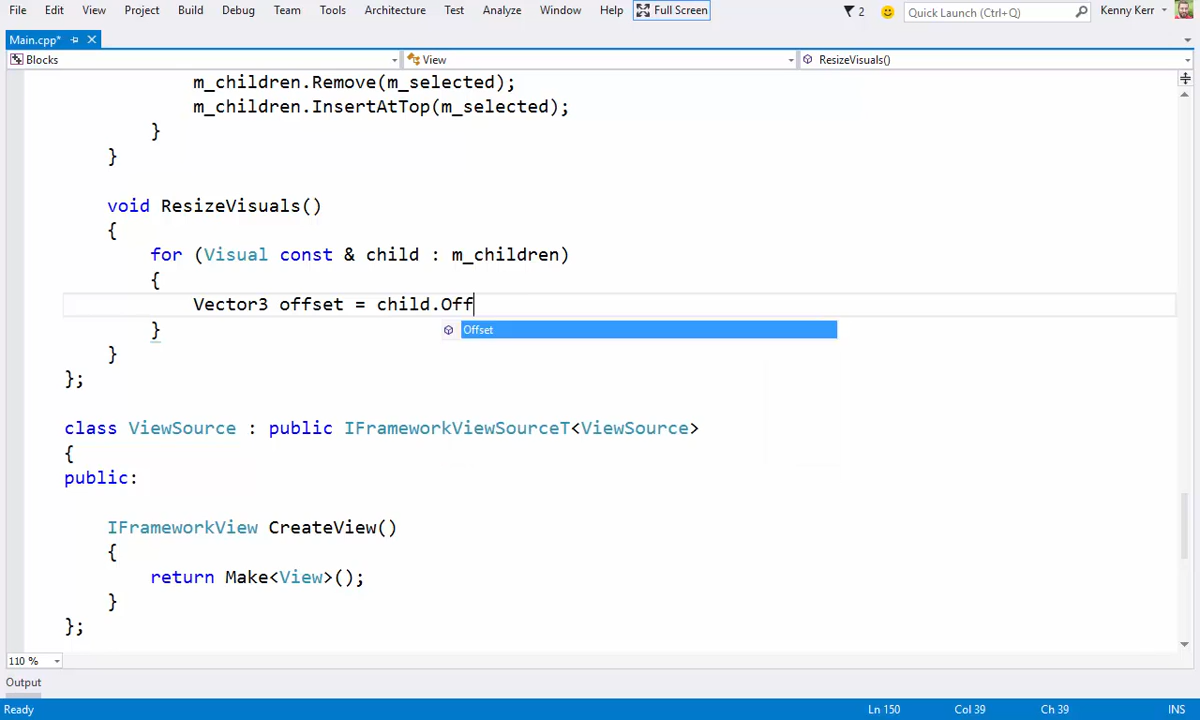 File Edit View Project Build Debug Team Tools Architecture Test Analyze Window Help Full Screen 2 Quick Launch (Ctrl+Q) Kenny Kerr
Main.cpp*
Blocks View ResizeVisuals()
m_children.Remove(m_selected);
m_children.InsertAtTop(m_selected);
}
}
void ResizeVisuals()
{
for (Visual const & child : m_children)
{
Vector3 offset = child.Off
Offset
}
}
};
class ViewSource : public IFrameworkViewSourceT<ViewSource>
{
public:
IFrameworkView CreateView()
{
return Make<View>();
}
};
110 %
Output
Ready Ln 150 Col 39 Ch 39 INS